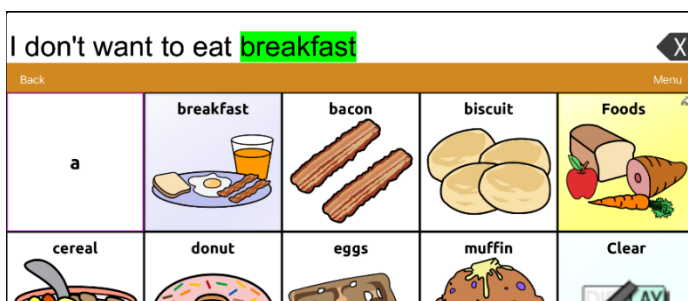 I don't want to eat breakfast
X
Back
Menu
a
breakfast
bacon
biscuit
Foods
cereal
donut
eggs
muffin
Clear